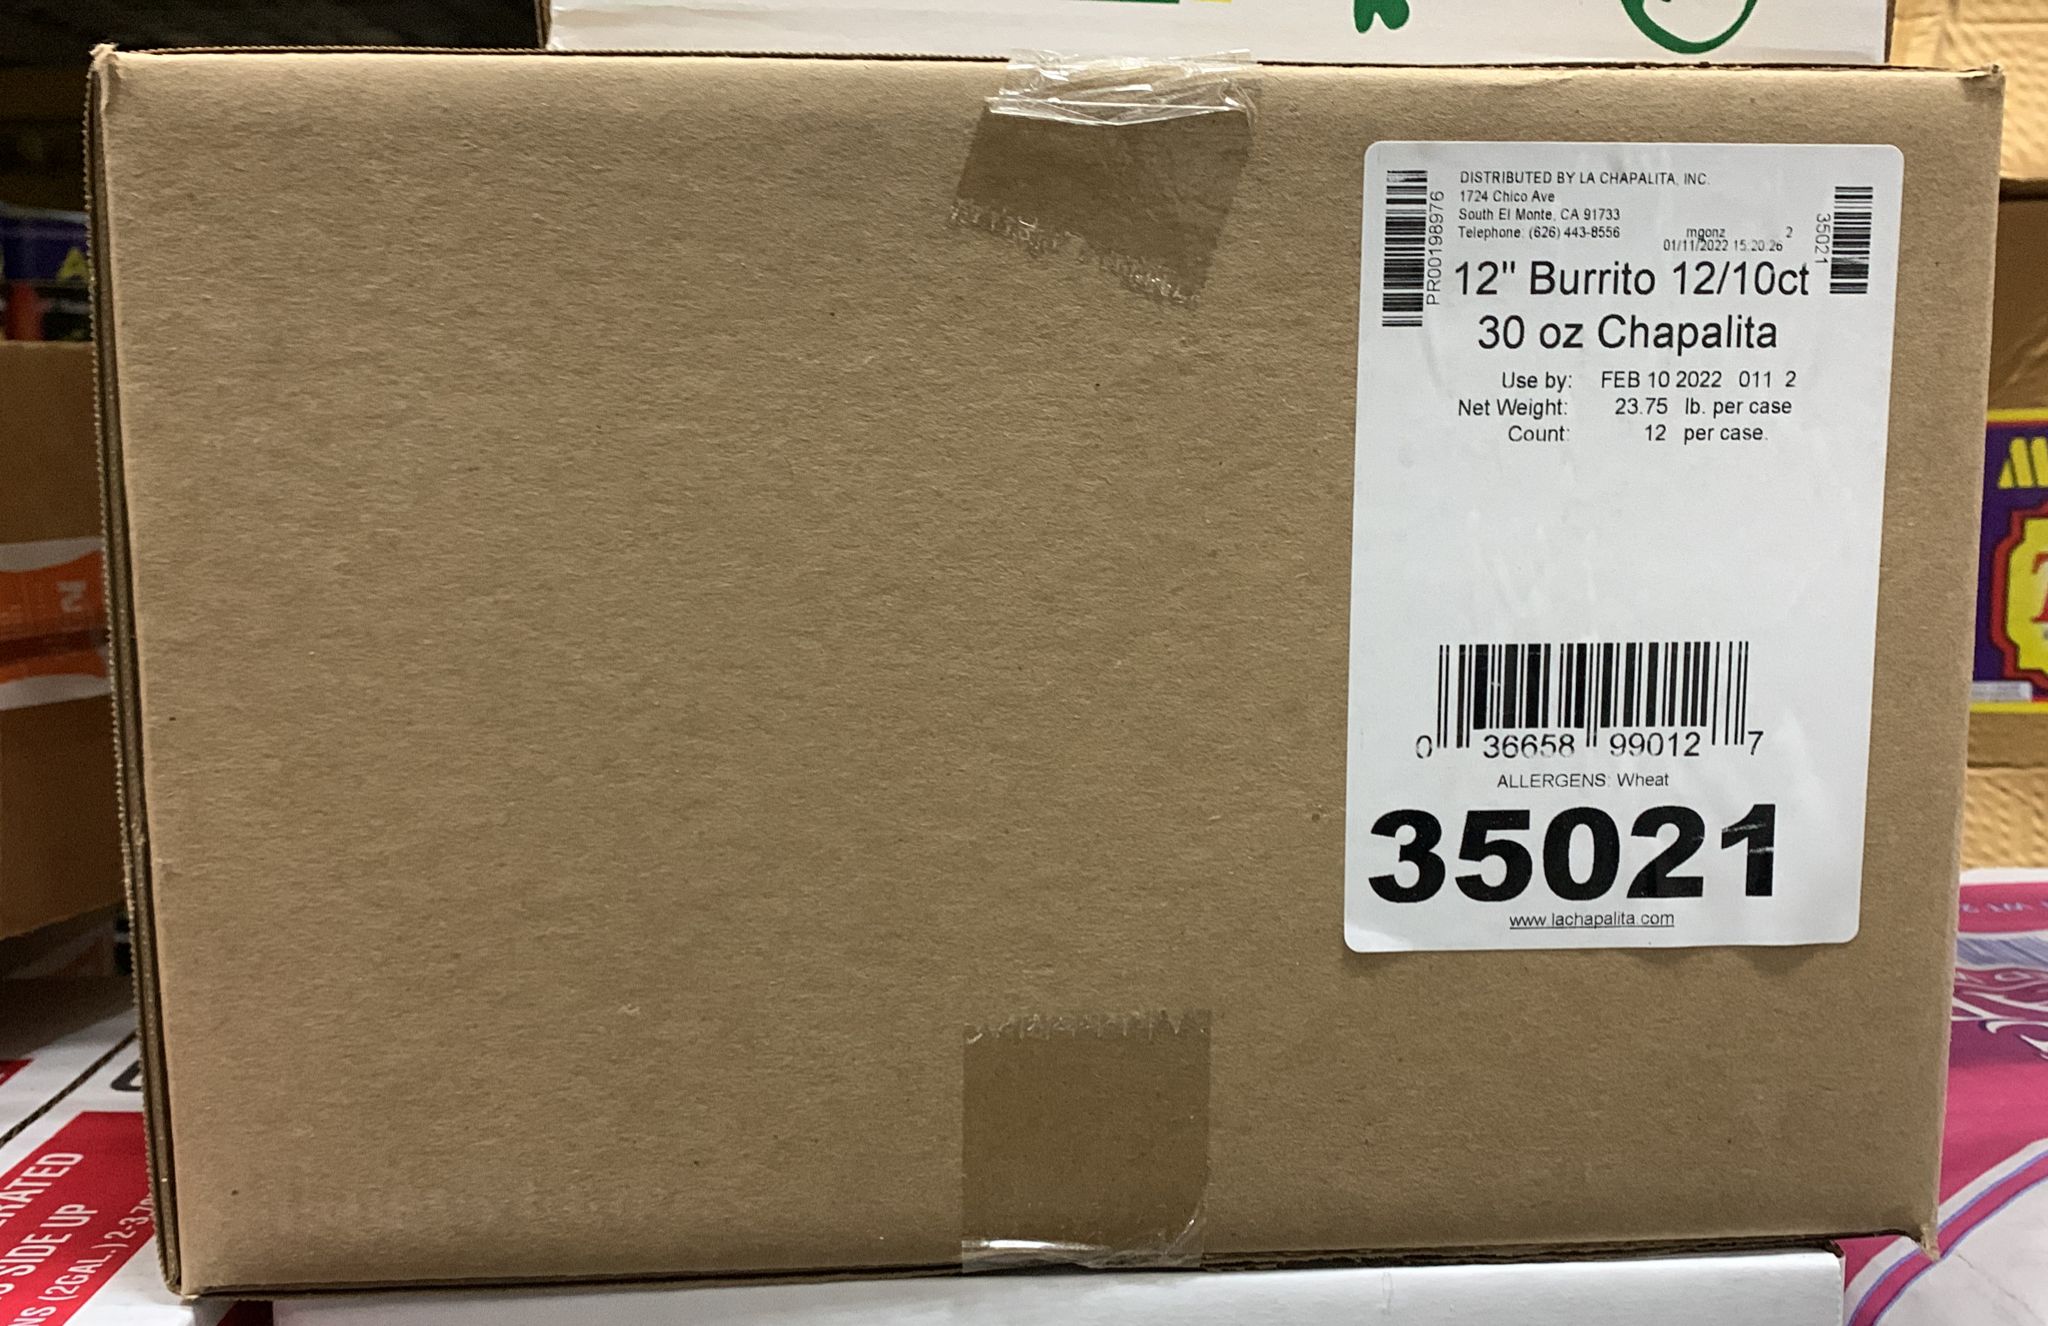 DISTRIBUTED BY LA CHAPALITA, INC.
1724 Chico Ave
South El Monte, CA 91733
Telephone: (626) 443-8556
mgonz 2
01/11/2022 15:20:26
PR00198976
35021
12" Burrito 12/10ct
30 oz Chapalita
Use by: FEB 10 2022 011 2
Net Weight: 23.75 lb. per case
Count: 12 per case.
0 36658 99012 7
ALLERGENS: Wheat
35021
www.lachapalita.com
SIDE UP
(2GAL.)